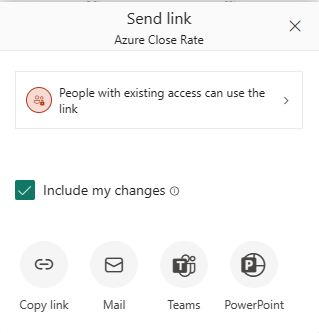 Send link
Azure Close Rate
People with existing access can use the
link
Include my changes
Copy link
Mail
Teams
PowerPoint